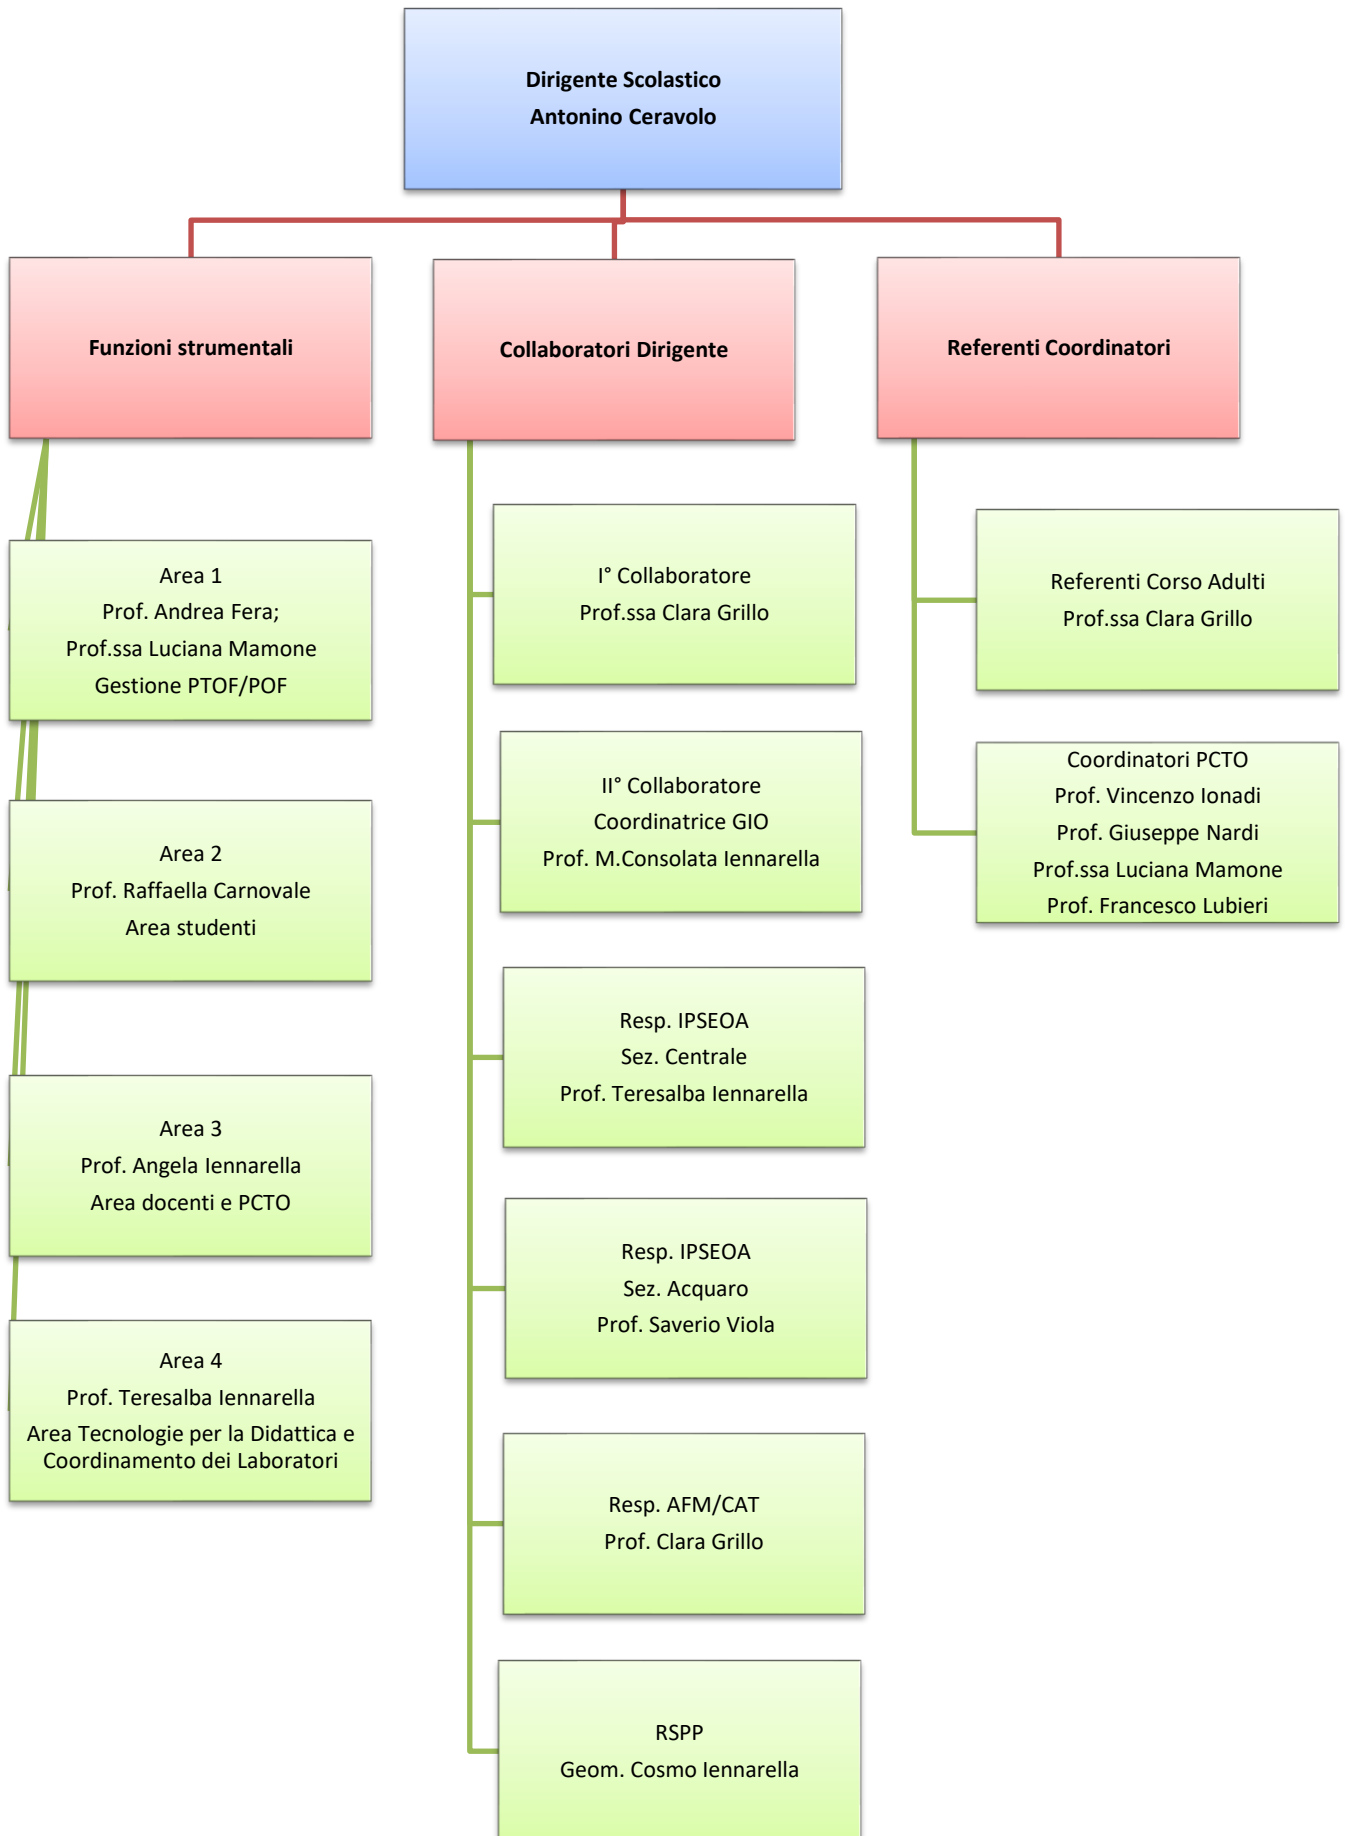 Dirigente Scolastico
Antonino Ceravolo
Funzioni strumentali
Collaboratori Dirigente
Referenti Coordinatori
Area 1
Prof. Andrea Fera;
Prof.ssa Luciana Mamone
Gestione PTOF/POF
Area 2
Prof. Raffaella Carnovale
Area studenti
Area 3
Prof. Angela Iennarella
Area docenti e PCTO
Area 4
Prof. Teresalba Iennarella
Area Tecnologie per la Didattica e
Coordinamento dei Laboratori
I° Collaboratore
Prof.ssa Clara Grillo
II° Collaboratore
Coordinatrice GIO
Prof. M.Consolata Iennarella
Resp. IPSEOA
Sez. Centrale
Prof. Teresalba Iennarella
Resp. IPSEOA
Sez. Acquaro
Prof. Saverio Viola
Resp. AFM/CAT
Prof. Clara Grillo
RSPP
Geom. Cosmo Iennarella
Referenti Corso Adulti
Prof.ssa Clara Grillo
Coordinatori PCTO
Prof. Vincenzo Ionadi
Prof. Giuseppe Nardi
Prof.ssa Luciana Mamone
Prof. Francesco Lubieri